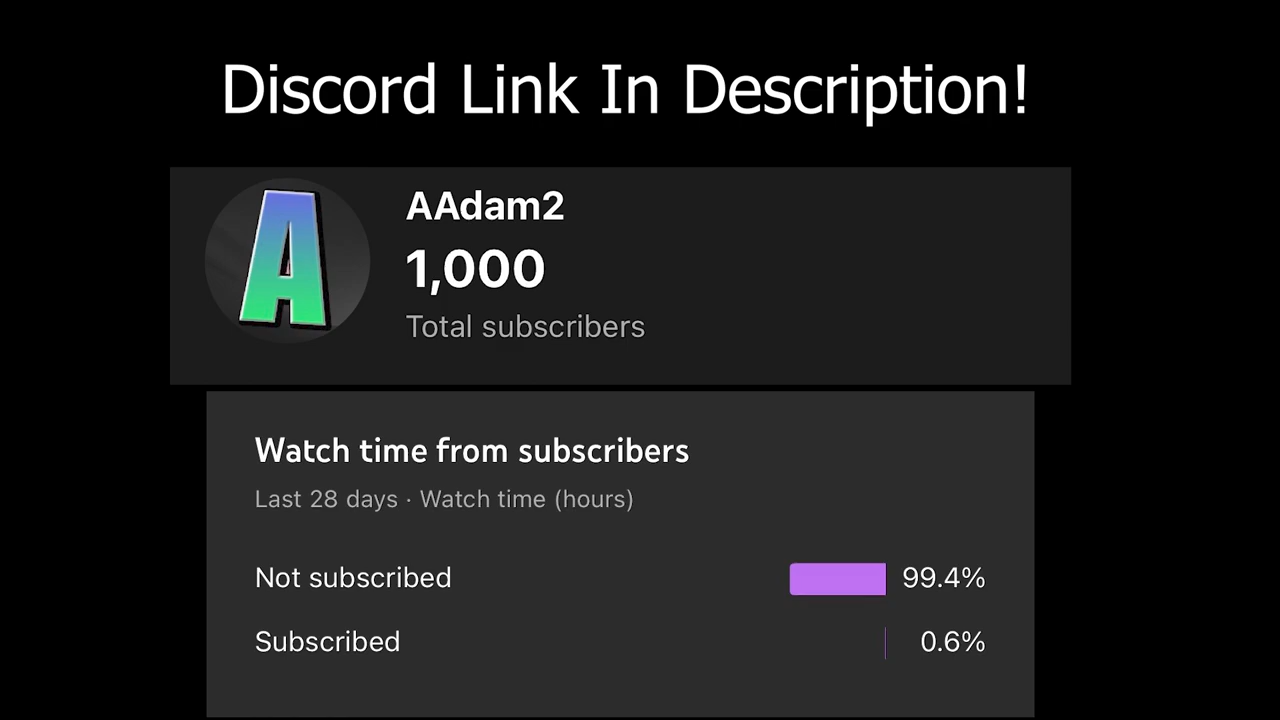 Discord Link In Description!
A
AAdam2
1,000
Total subscribers
Watch time from subscribers
Last 28 days · Watch time (hours)
Not subscribed 99.4%
Subscribed 0.6%